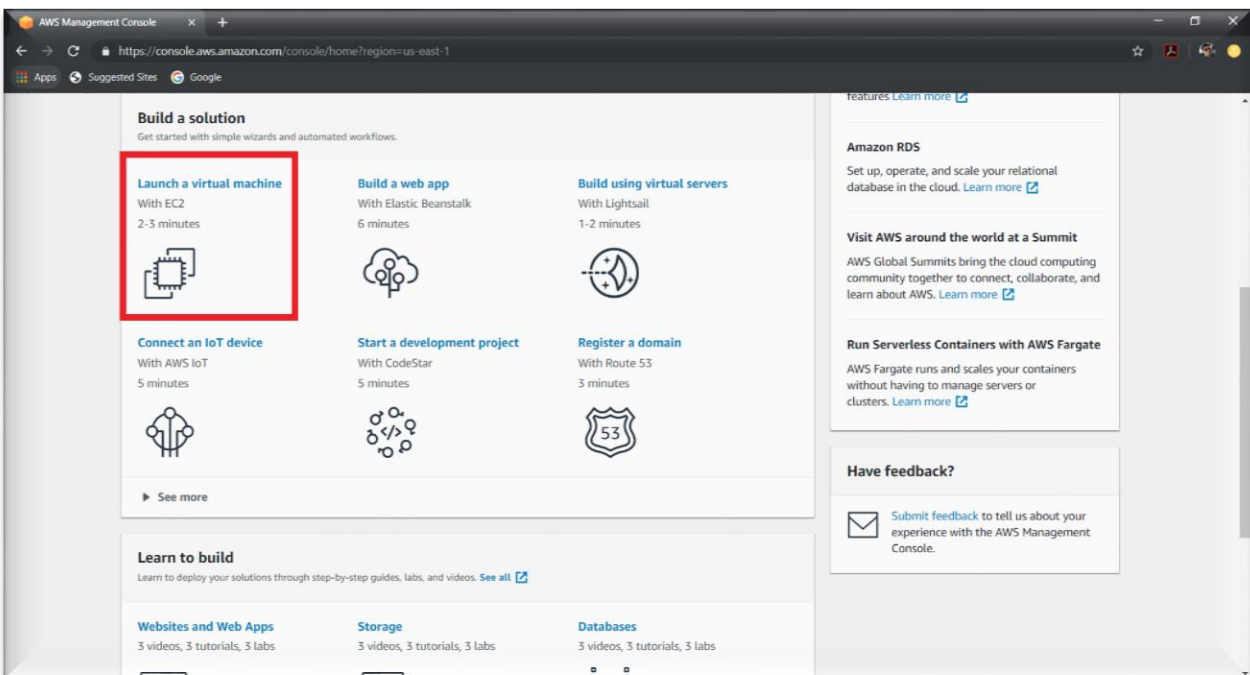 AWS Management Console
https://console.aws.amazon.com/console/home?region=us-east-1
Apps
Suggested Sites
Google
Build a solution
Get started with simple wizards and automated workflows.
Launch a virtual machine
With EC2
2-3 minutes
Build a web app
With Elastic Beanstalk
6 minutes
Build using virtual servers
With Lightsail
1-2 minutes
Connect an IoT device
With AWS IoT
5 minutes
Start a development project
With CodeStar
5 minutes
</>
Register a domain
With Route 53
3 minutes
53
See more
Learn to build
Learn to deploy your solutions through step-by-step guides, labs, and videos. See all
Websites and Web Apps
3 videos, 3 tutorials, 3 labs
Storage
3 videos, 3 tutorials, 3 labs
Databases
3 videos, 3 tutorials, 3 labs
features Learn more
Amazon RDS
Set up, operate, and scale your relational
database in the cloud. Learn more
Visit AWS around the world at a Summit
AWS Global Summits bring the cloud computing
community together to connect, collaborate, and
learn about AWS. Learn more
Run Serverless Containers with AWS Fargate
AWS Fargate runs and scales your containers
without having to manage servers or
clusters. Learn more
Have feedback?
Submit feedback to tell us about your
experience with the AWS Management
Console.